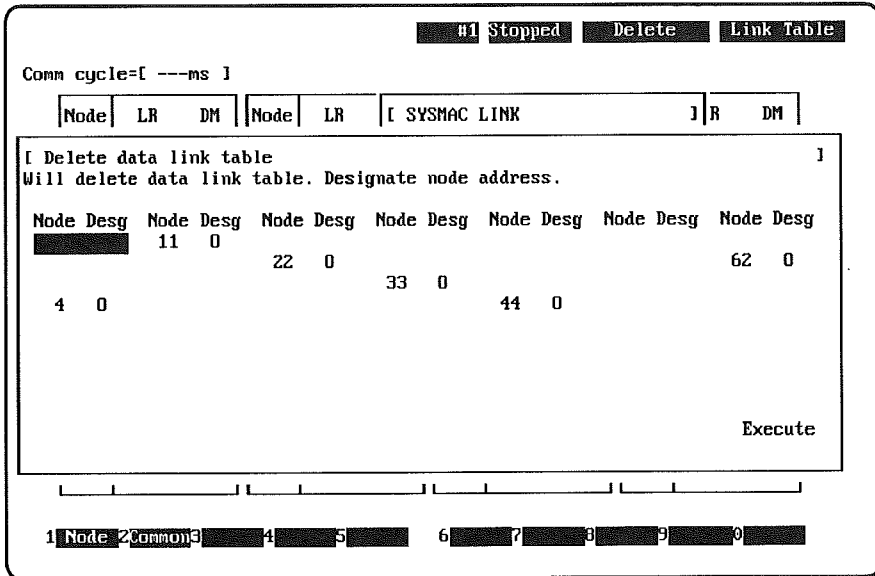 #1 Stopped Delete Link Table
Comm cycle=[ ---ms ]
Node LR DM Node LR [ SYSMAC LINK ] R DM
[ Delete data link table ]
Will delete data link table. Designate node address.
Node Desg Node Desg Node Desg Node Desg Node Desg Node Desg Node Desg
11 0
22 0 62 0
33 0
4 0 44 0
Execute
1 Node 2Common3 4 5 6 7 8 9 0